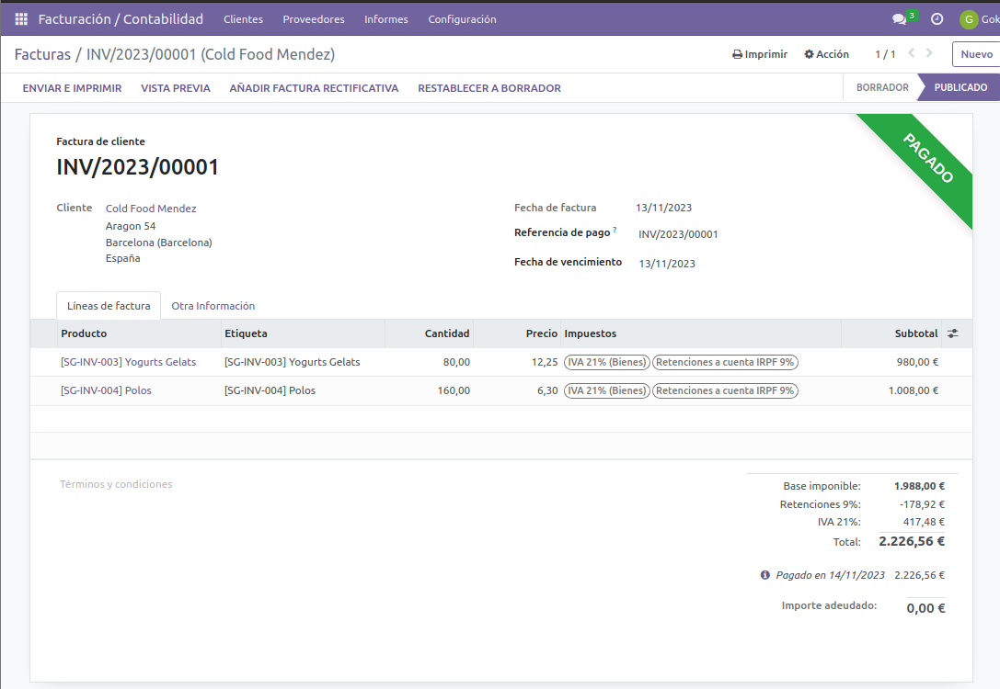 Facturación / Contabilidad Clientes Proveedores Informes Configuración 3 G Gok
Facturas / INV/2023/00001 (Cold Food Mendez) Imprimir Acción 1 / 1 Nuevo
ENVIAR E IMPRIMIR VISTA PREVIA AÑADIR FACTURA RECTIFICATIVA RESTABLECER A BORRADOR BORRADOR PUBLICADO
PAGADO
Factura de cliente
INV/2023/00001
Cliente Cold Food Mendez Fecha de factura 13/11/2023
Aragon 54
Referencia de pago ? INV/2023/00001
Barcelona (Barcelona)
España
Fecha de vencimiento 13/11/2023
Líneas de factura Otra Información
Producto Etiqueta Cantidad Precio Impuestos Subtotal
[SG-INV-003] Yogurts Gelats [SG-INV-003] Yogurts Gelats 80,00 12,25 IVA 21% (Bienes) Retenciones a cuenta IRPF 9% 980,00 €
[SG-INV-004] Polos [SG-INV-004] Polos 160,00 6,30 IVA 21% (Bienes) Retenciones a cuenta IRPF 9% 1.008,00 €
Términos y condiciones
Base imponible: 1.988,00 €
Retenciones 9%: -178,92 €
IVA 21%: 417,48 €
Total: 2.226,56 €
Pagado en 14/11/2023 2.226,56 €
Importe adeudado: 0,00 €